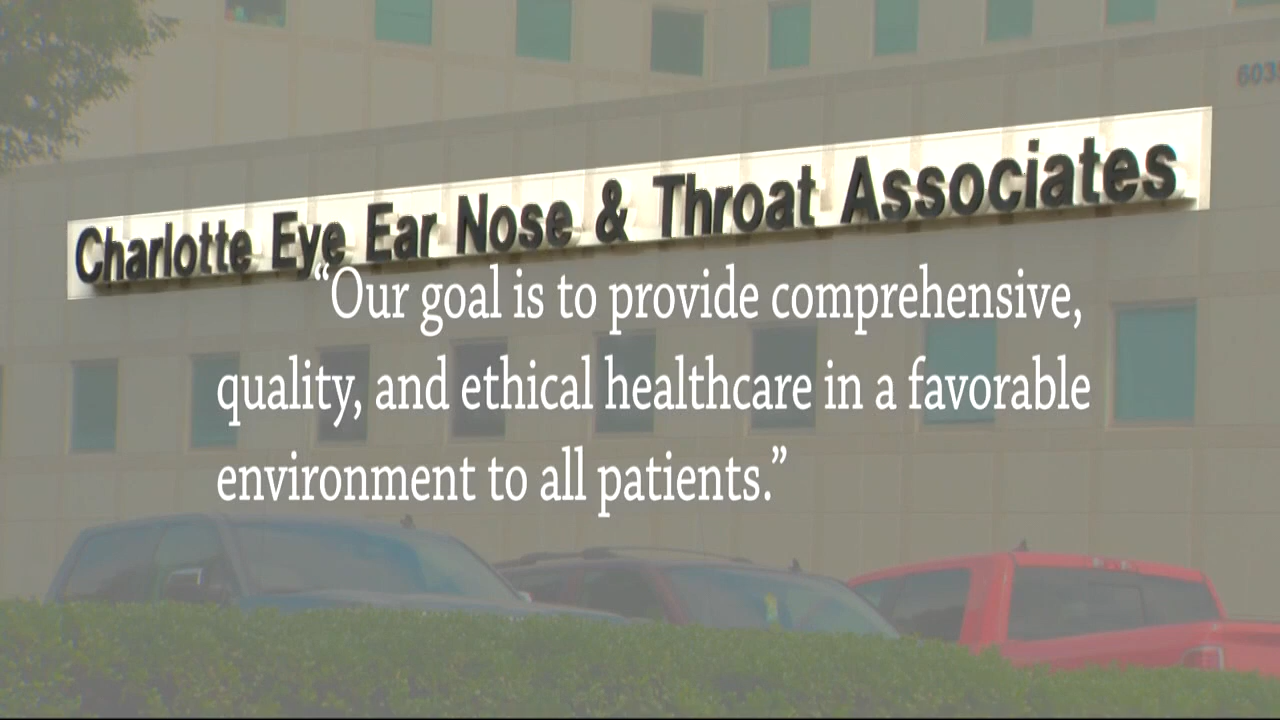 603
Charlotte Eye Ear Nose & Throat Associates
“Our goal is to provide comprehensive,
quality, and ethical healthcare in a favorable
environment to all patients.”